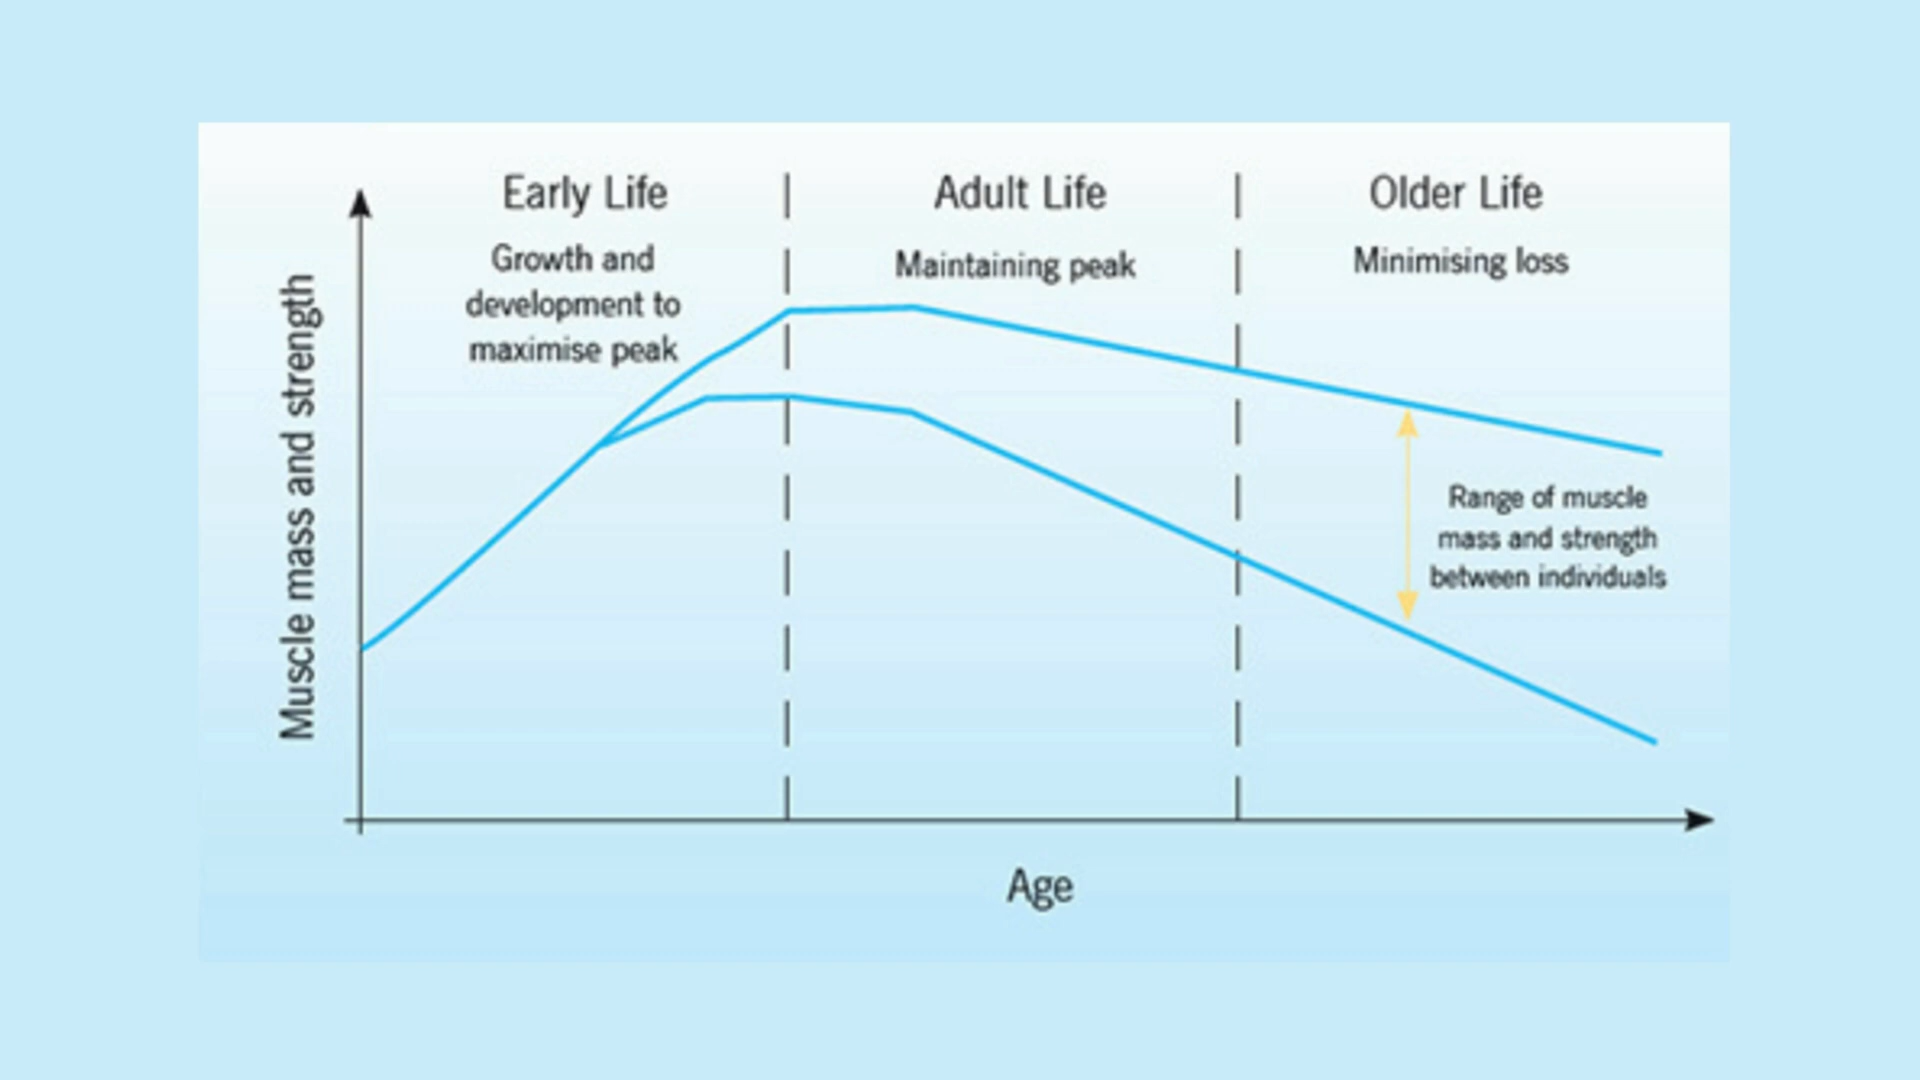 Early Life
Growth and
development to
maximise peak
Adult Life
Maintaining peak
Older Life
Minimising loss
Muscle mass and strength
Range of muscle
mass and strength
between individuals
Age